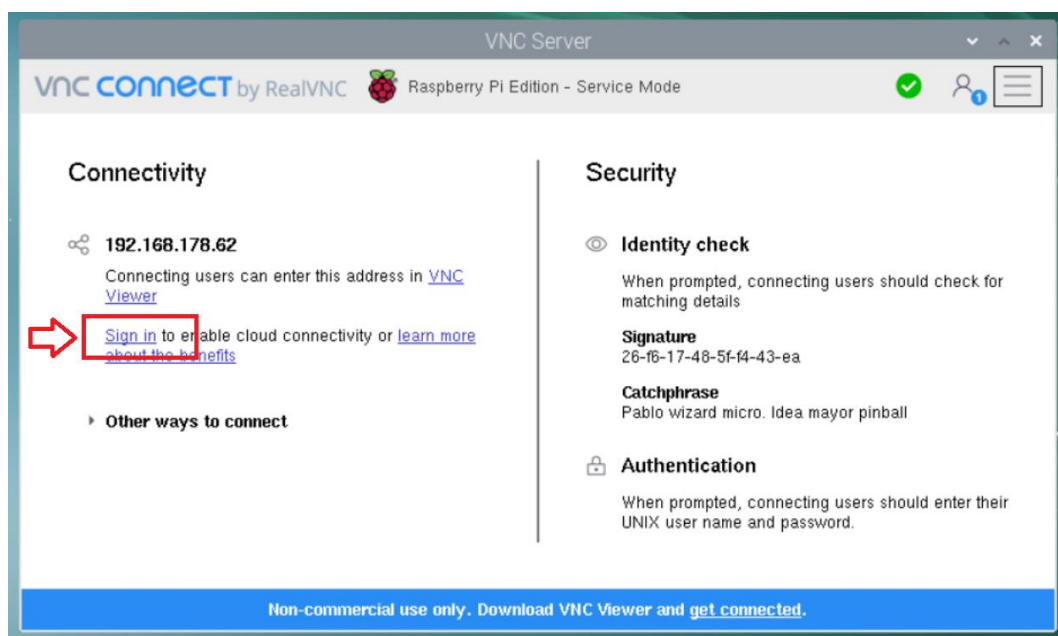 VNC Server
VNC CONNECT by RealVNC Raspberry Pi Edition - Service Mode
1
Connectivity
192.168.178.62
Connecting users can enter this address in VNC
Viewer
Sign in to enable cloud connectivity or learn more
about the benefits
Other ways to connect
Security
Identity check
When prompted, connecting users should check for
matching details
Signature
26-f6-17-48-5f-f4-43-ea
Catchphrase
Pablo wizard micro. Idea mayor pinball
Authentication
When prompted, connecting users should enter their
UNIX user name and password.
Non-commercial use only. Download VNC Viewer and get connected.